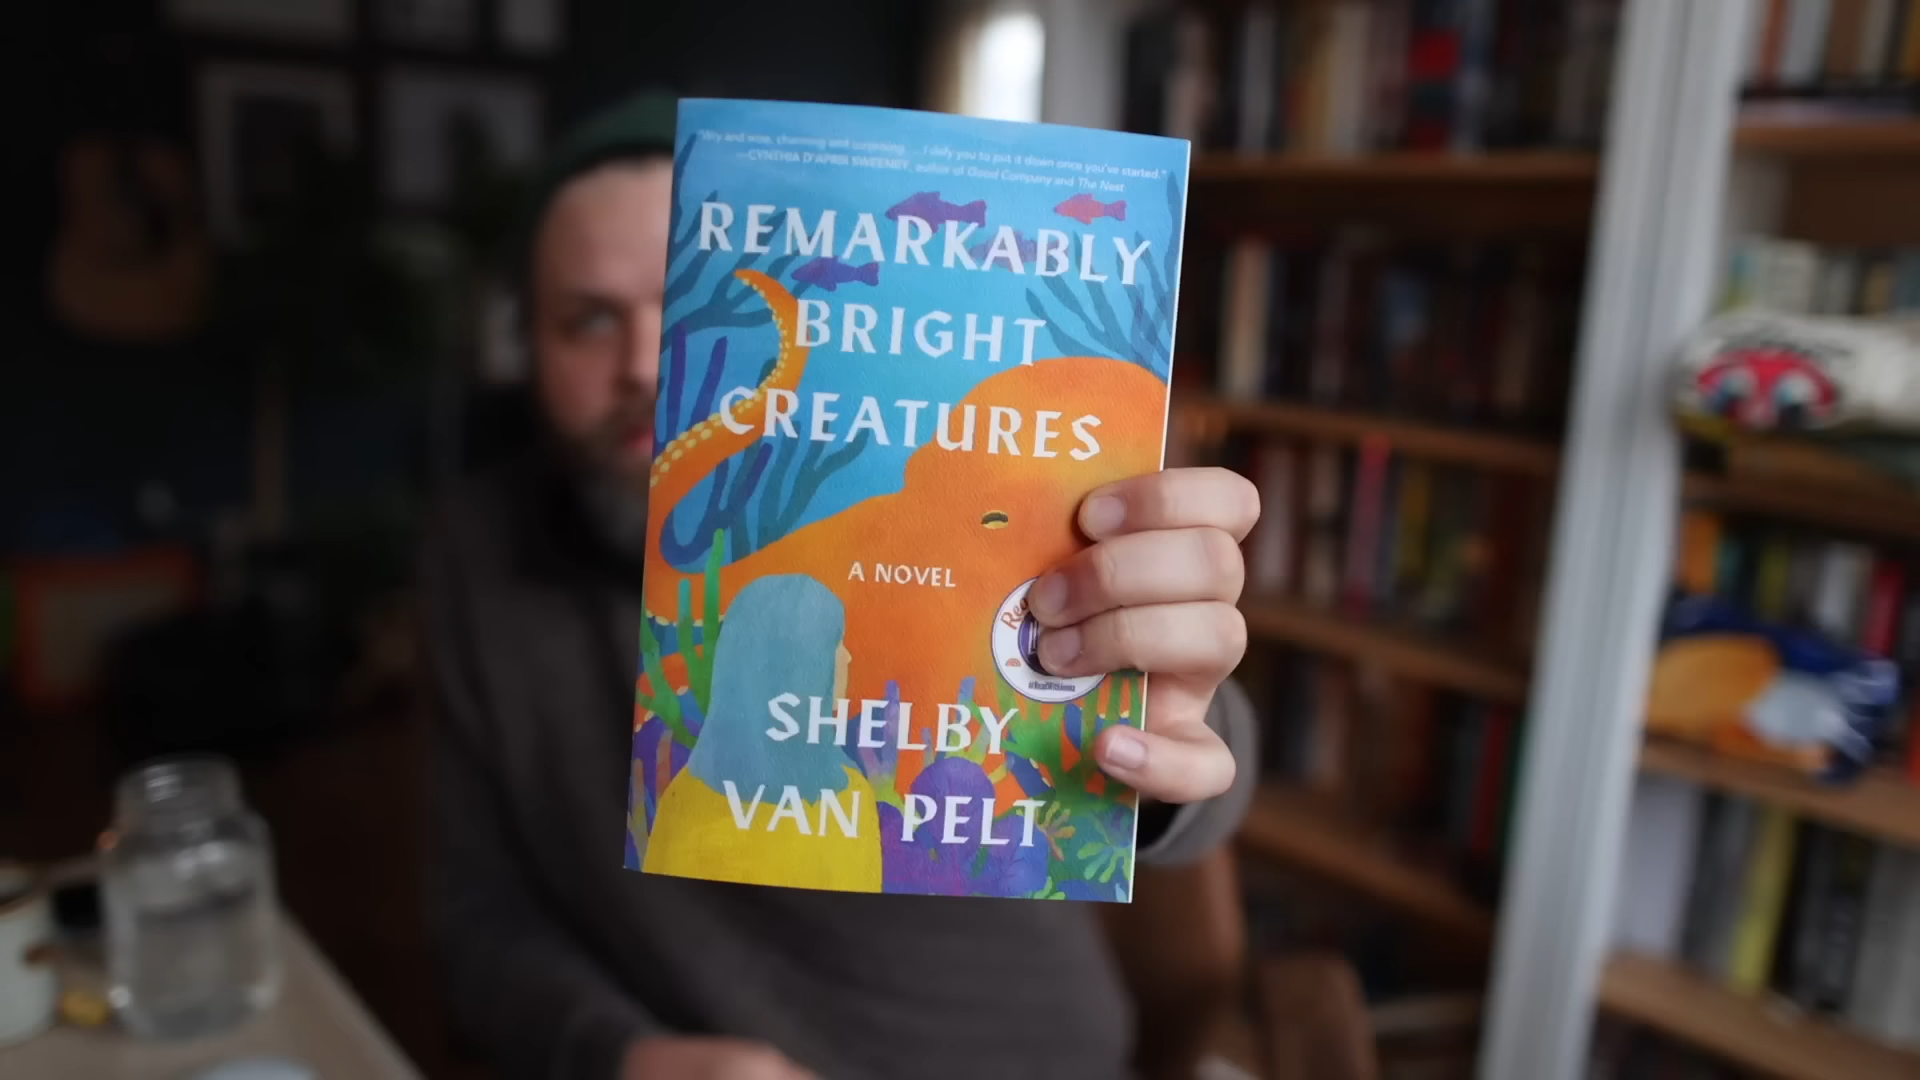 "Wry and wise, charming and surprising. . . . I defy you to put it down once you've started."
—CYNTHIA D'APRIX SWEENEY, author of Good Company and The Nest
REMARKABLY
BRIGHT
CREATURES
A NOVEL
#ReadWithJenna
SHELBY
VAN PELT